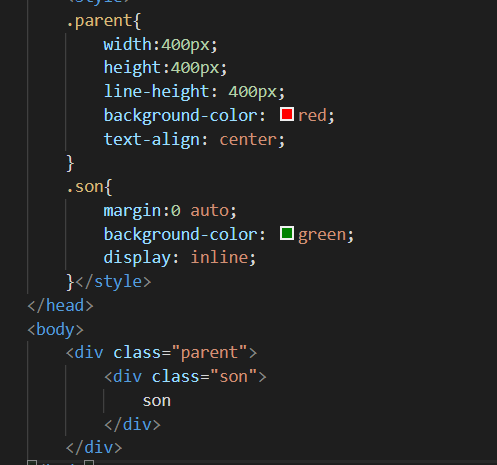 <style>
.parent{
width:400px;
height:400px;
line-height: 400px;
background-color: red;
text-align: center;
}
.son{
margin:0 auto;
background-color: green;
display: inline;
}</style>
</head>
<body>
<div class="parent">
<div class="son">
son
</div>
</div>